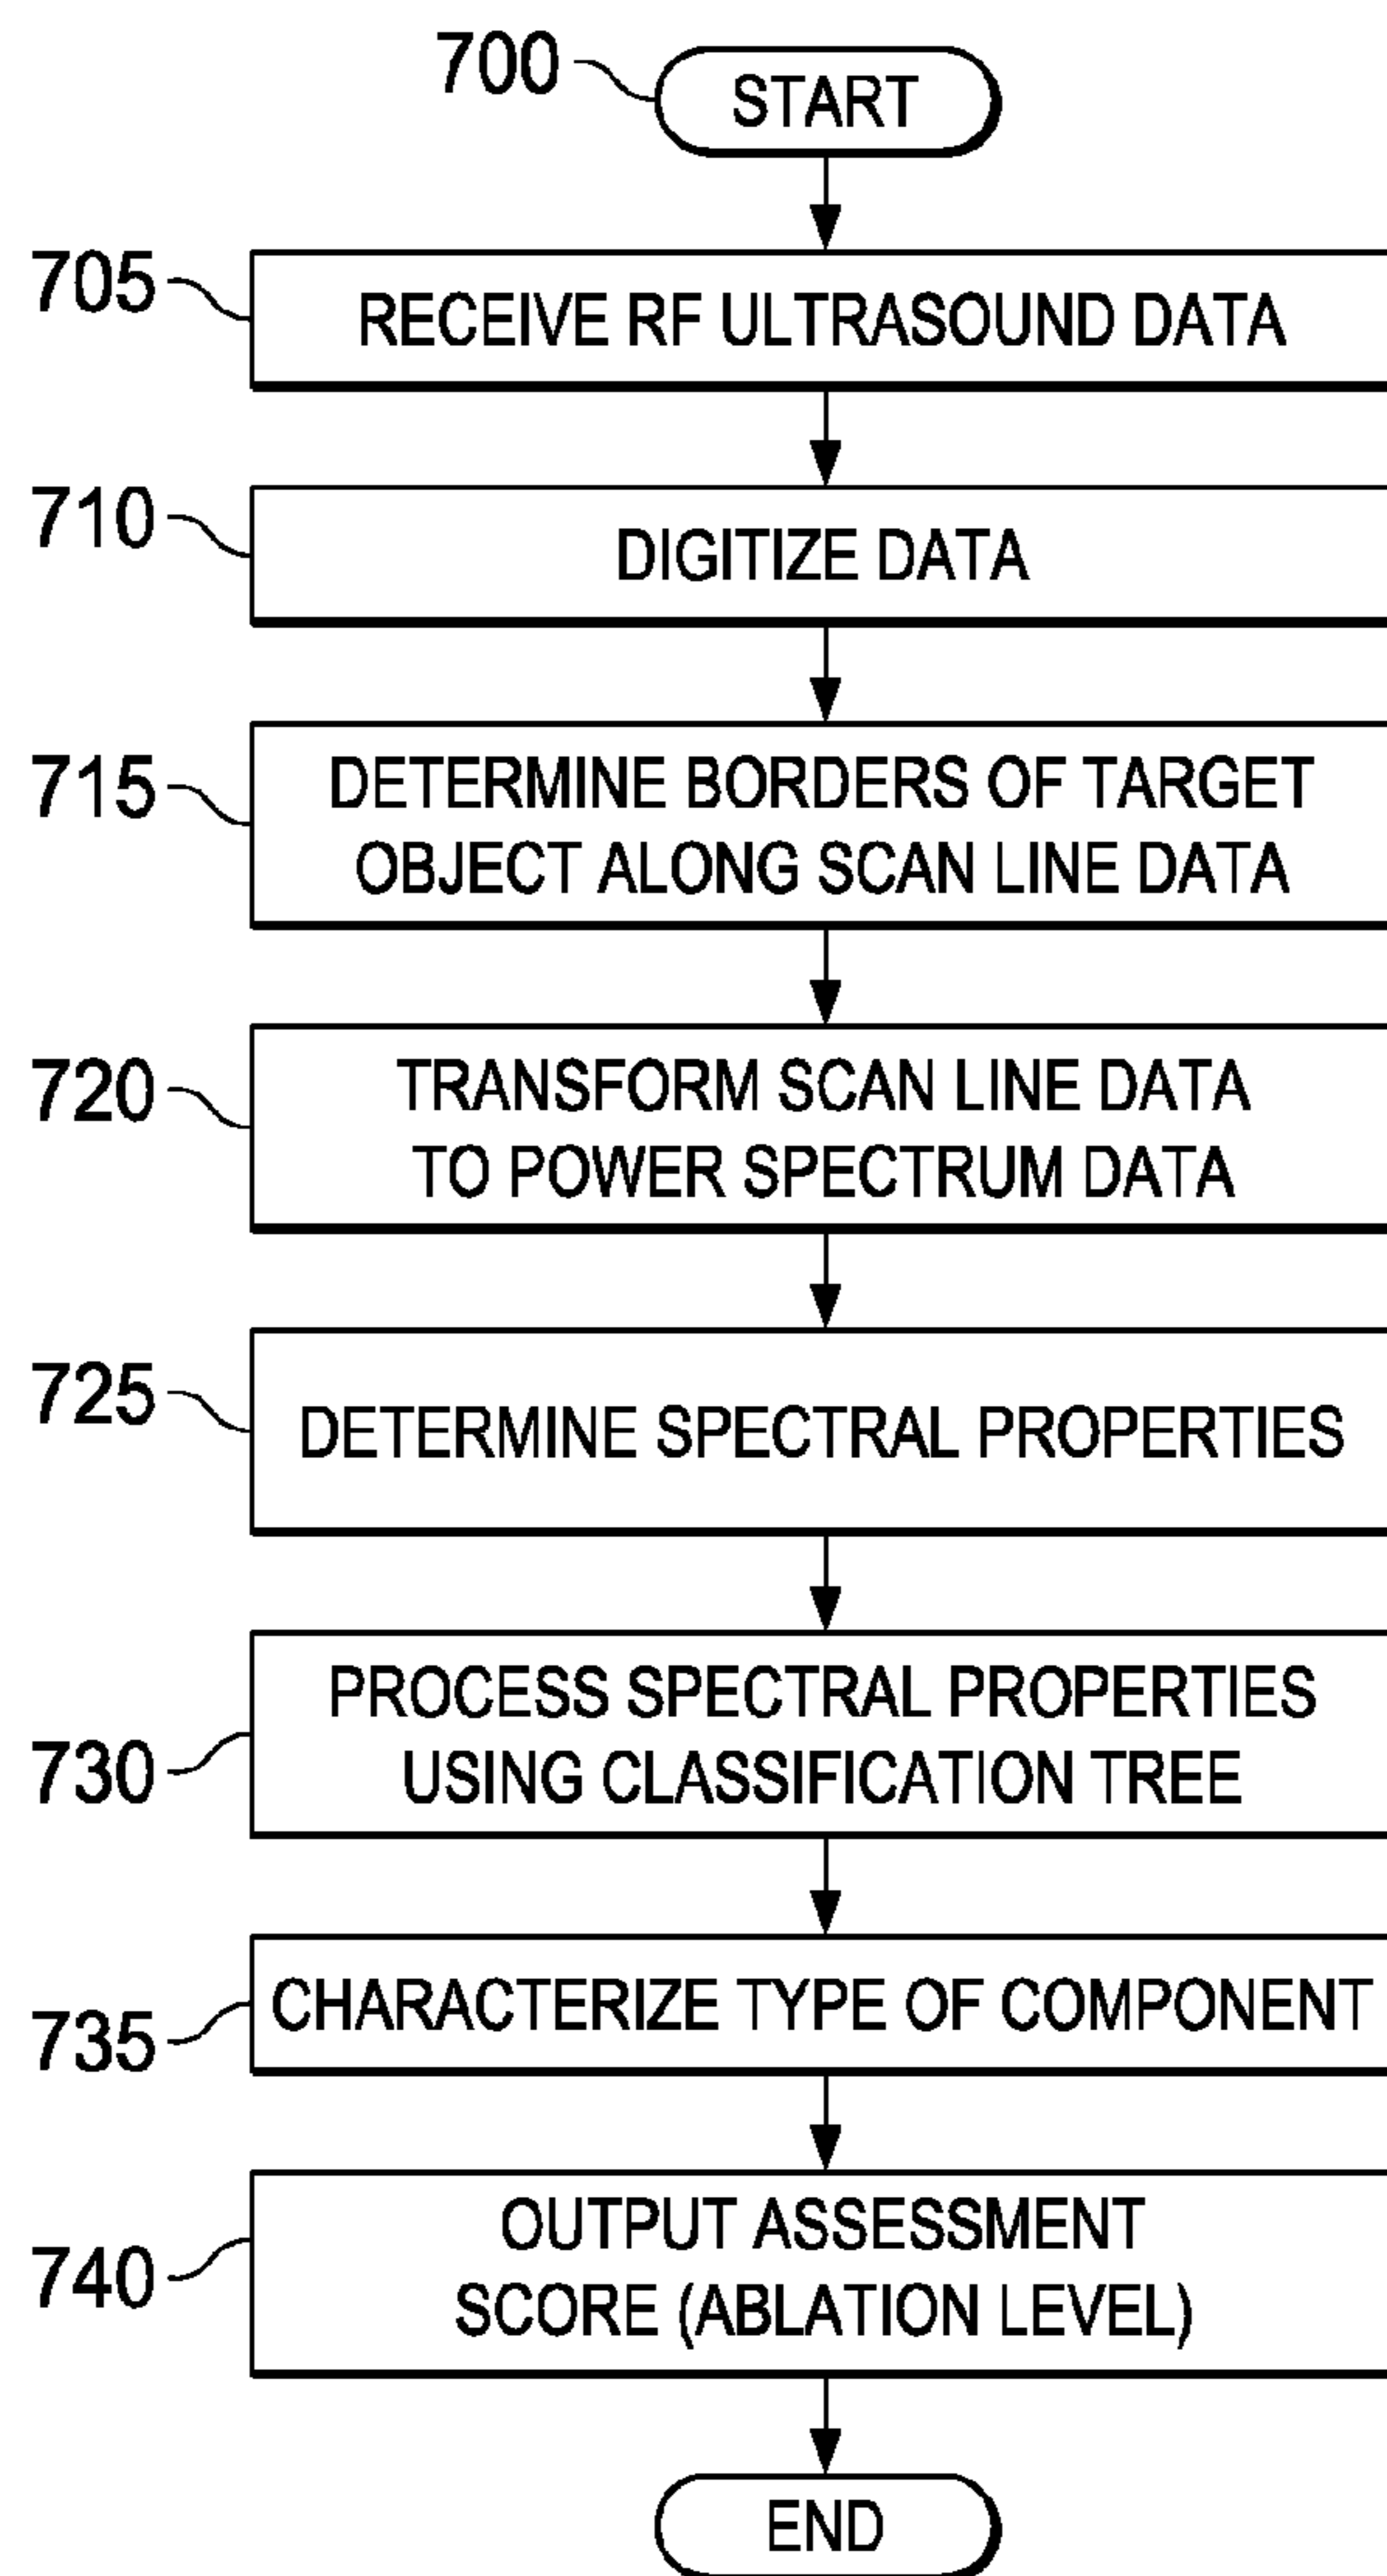 700
START
705
RECEIVE RF ULTRASOUND DATA
710
DIGITIZE DATA
715
DETERMINE BORDERS OF TARGET
OBJECT ALONG SCAN LINE DATA
720
TRANSFORM SCAN LINE DATA
TO POWER SPECTRUM DATA
725
DETERMINE SPECTRAL PROPERTIES
730
PROCESS SPECTRAL PROPERTIES
USING CLASSIFICATION TREE
735
CHARACTERIZE TYPE OF COMPONENT
740
OUTPUT ASSESSMENT
SCORE (ABLATION LEVEL)
END